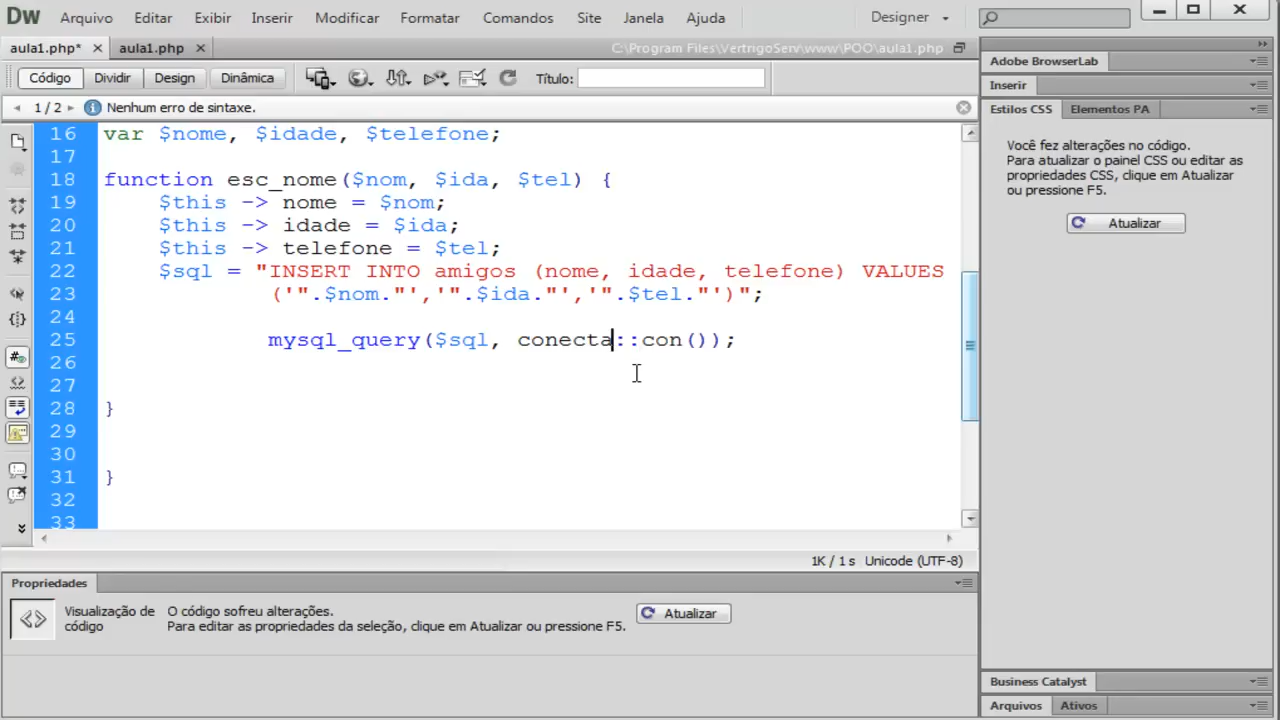 Dw Arquivo Editar Exibir Inserir Modificar Formatar Comandos Site Janela Ajuda Designer
aula1.php* aula1.php C:\Program Files\VertrigoServ\www\POO\aula1.php
Código Dividir Design Dinâmica Título:
1 / 2 Nenhum erro de sintaxe.
16 var $nome, $idade, $telefone;
17
18 function esc_nome($nom, $ida, $tel) {
19 $this -> nome = $nom;
20 $this -> idade = $ida;
21 $this -> telefone = $tel;
22 $sql = "INSERT INTO amigos (nome, idade, telefone) VALUES
23 ('".$nom."','".$ida."','".$tel."')";
24
25 mysql_query($sql, conecta::con());
26
27
28 }
29
30
31 }
32
33
1K / 1 s Unicode (UTF-8)
Propriedades
Visualização de código
O código sofreu alterações.
Para editar as propriedades da seleção, clique em Atualizar ou pressione F5.
Atualizar
Adobe BrowserLab
Inserir
Estilos CSS Elementos PA
Você fez alterações no código.
Para atualizar o painel CSS ou editar as
propriedades CSS, clique em Atualizar
ou pressione F5.
Atualizar
Business Catalyst
Arquivos Ativos